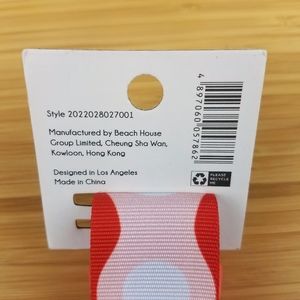 Style 2022028027001
Manufactured by Beach House
Group Limited, Cheung Sha Wan,
Kowloon, Hong Kong
Designed in Los Angeles
Made in China
4 897060 057862
PLEASE
RECYCLE
ME